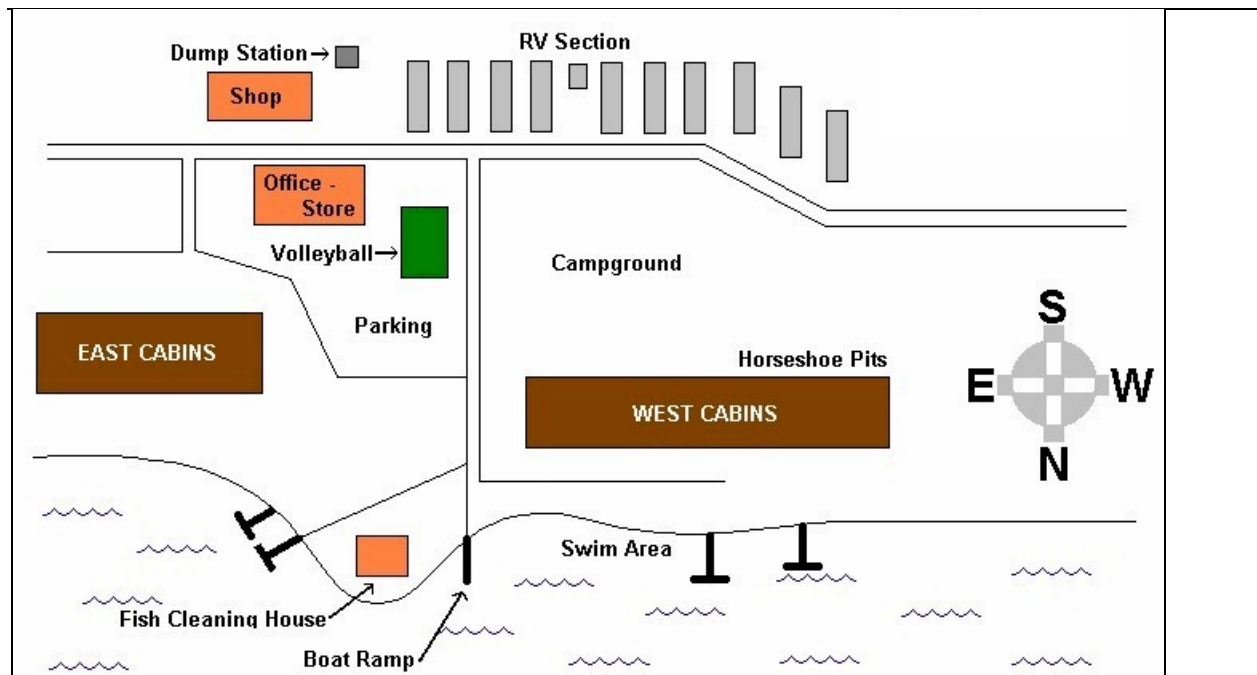 RV Section
Dump Station
Shop
Office -
Store
Volleyball
Campground
Parking
EAST CABINS
Horseshoe Pits
WEST CABINS
S
E
W
N
Swim Area
Fish Cleaning House
Boat Ramp